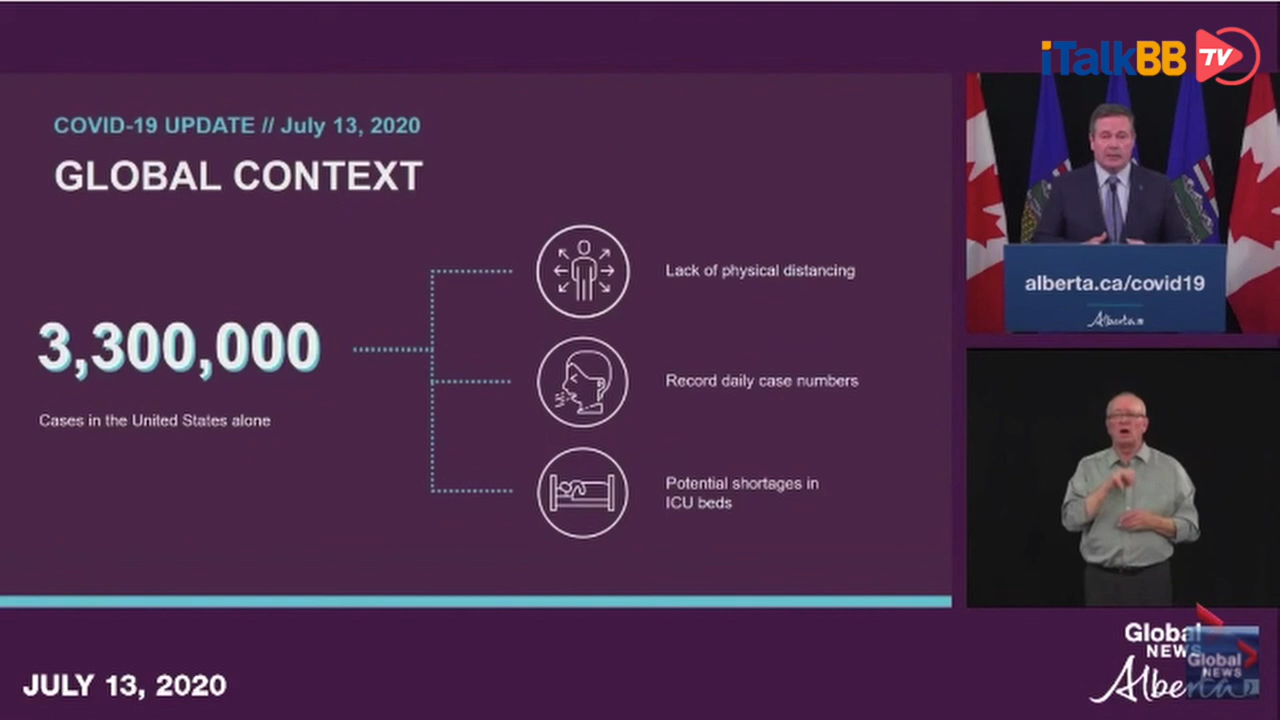 iTalkBB TV
COVID-19 UPDATE // July 13, 2020
GLOBAL CONTEXT
3,300,000
Cases in the United States alone
Lack of physical distancing
Record daily case numbers
Potential shortages in
ICU beds
alberta.ca/covid19
Alberta
Global
NEWS
Global
NEWS
Alberta
JULY 13, 2020